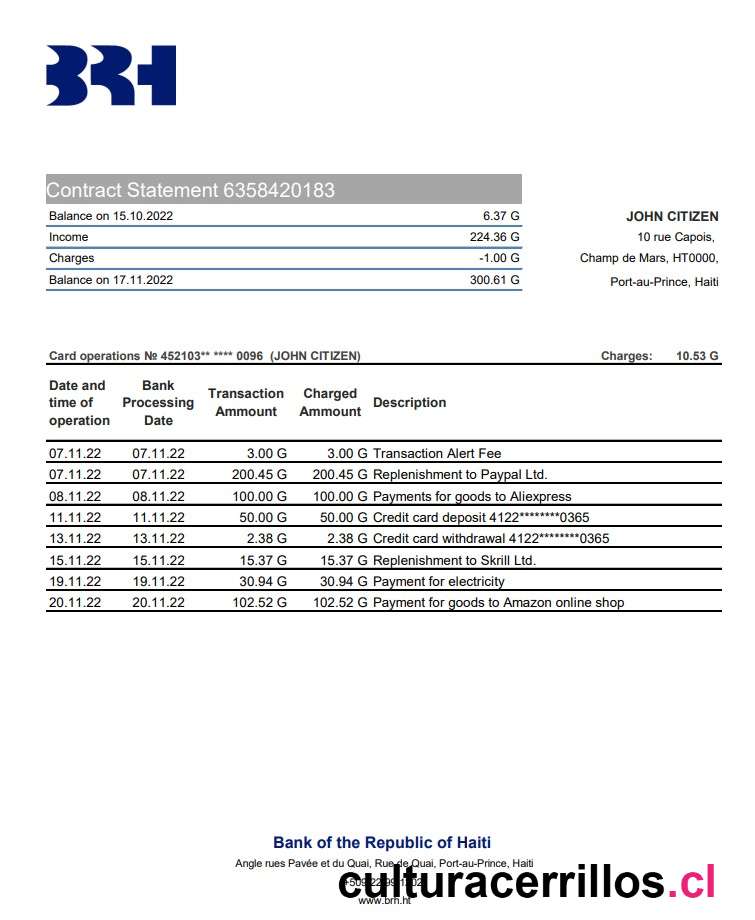 BRH
Contract Statement 6358420183
Balance on 15.10.2022 6.37 G
Income 224.36 G
Charges -1.00 G
Balance on 17.11.2022 300.61 G
JOHN CITIZEN
10 rue Capois,
Champ de Mars, HT0000,
Port-au-Prince, Haiti
Card operations № 452103** **** 0096 (JOHN CITIZEN) Charges: 10.53 G
Date and time of operation Bank Processing Date Transaction Ammount Charged Ammount Description
07.11.22 07.11.22 3.00 G 3.00 G Transaction Alert Fee
07.11.22 07.11.22 200.45 G 200.45 G Replenishment to Paypal Ltd.
08.11.22 08.11.22 100.00 G 100.00 G Payments for goods to Aliexpress
11.11.22 11.11.22 50.00 G 50.00 G Credit card deposit 4122********0365
13.11.22 13.11.22 2.38 G 2.38 G Credit card withdrawal 4122********0365
15.11.22 15.11.22 15.37 G 15.37 G Replenishment to Skrill Ltd.
19.11.22 19.11.22 30.94 G 30.94 G Payment for electricity
20.11.22 20.11.22 102.52 G 102.52 G Payment for goods to Amazon online shop
Bank of the Republic of Haiti
Angle rues Pavée et du Quai, Rue de Quai, Port-au-Prince, Haiti
culturacerrillos.cl
www.brh.ht